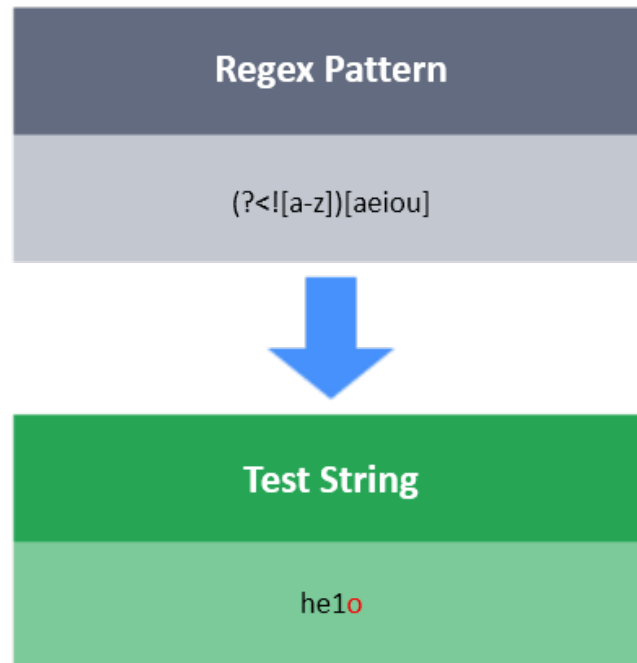 Regex Pattern
(?<![a-z])[aeiou]
Test String
he1o